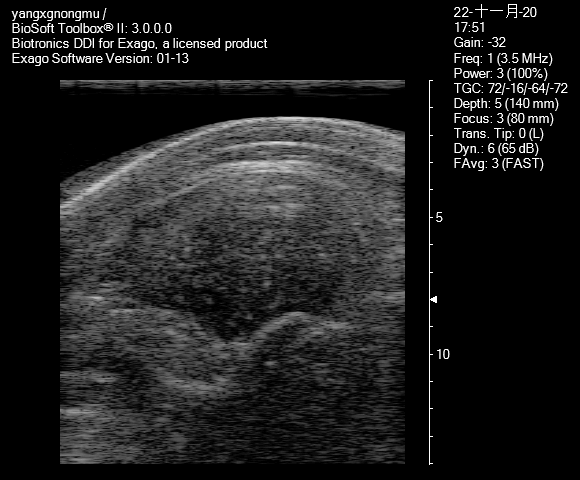 yangxgnongmu /
BioSoft Toolbox® II: 3.0.0.0
Biotronics DDI for Exago, a licensed product
Exago Software Version: 01-13
22-十一月-20
17:51
Gain: -32
Freq: 1 (3.5 MHz)
Power: 3 (100%)
TGC: 72/-16/-64/-72
Depth: 5 (140 mm)
Focus: 3 (80 mm)
Trans. Tip: 0 (L)
Dyn.: 6 (65 dB)
FAvg: 3 (FAST)
5
10